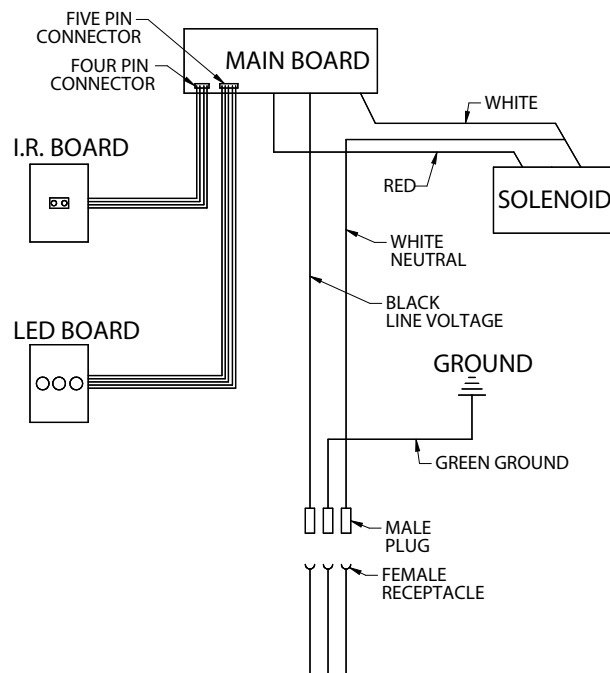 FIVE PIN
CONNECTOR
MAIN BOARD
FOUR PIN
CONNECTOR
WHITE
I.R. BOARD
RED
SOLENOID
WHITE
NEUTRAL
BLACK
LINE VOLTAGE
LED BOARD
GROUND
GREEN GROUND
MALE
PLUG
FEMALE
RECEPTACLE